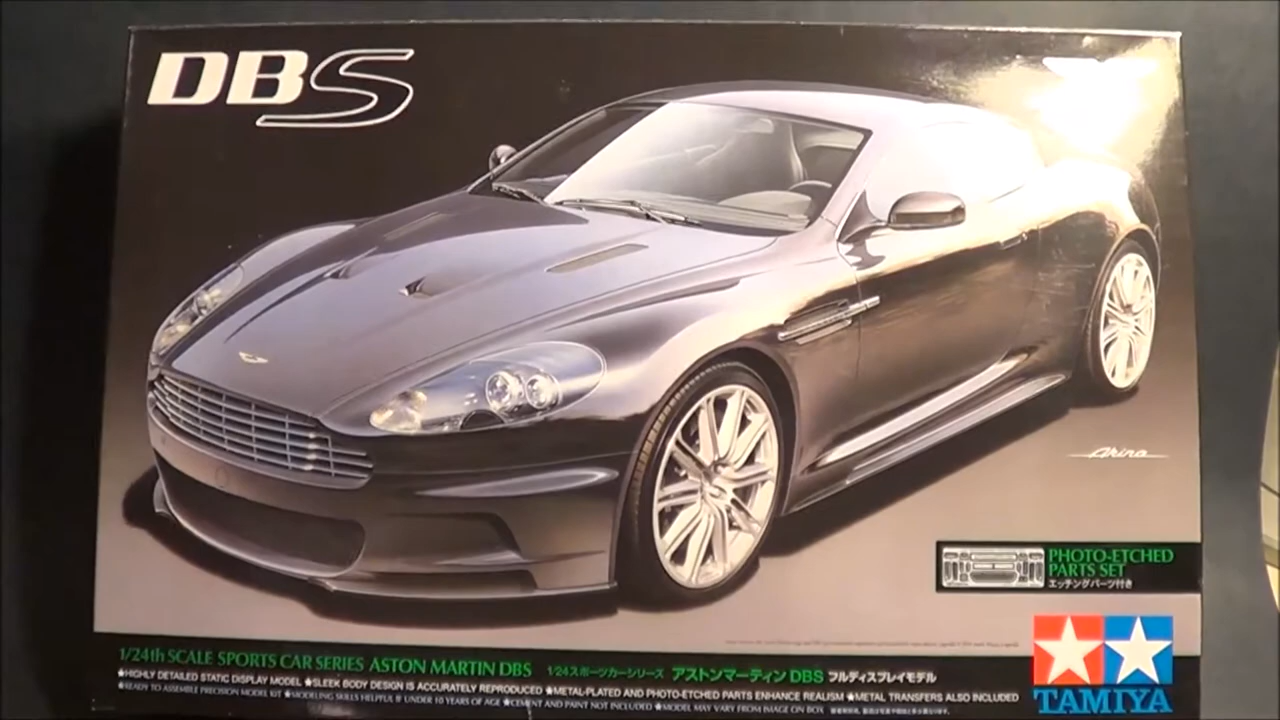 DBS
Akino
PHOTO-ETCHED
PARTS SET
エッチングパーツ付き
1/24th SCALE SPORTS CAR SERIES ASTON MARTIN DBS 1/24スポーツカーシリーズ アストンマーティン DBS フルディスプレイモデル
★HIGHLY DETAILED STATIC DISPLAY MODEL ★SLEEK BODY DESIGN IS ACCURATELY REPRODUCED ★METAL-PLATED AND PHOTO-ETCHED PARTS ENHANCE REALISM ★METAL TRANSFERS ALSO INCLUDED
★READY TO ASSEMBLE PRECISION MODEL KIT ★MODELING SKILLS HELPFUL IF UNDER 10 YEARS OF AGE ★CEMENT AND PAINT NOT INCLUDED ★MODEL MAY VARY FROM IMAGE ON BOX
TAMIYA